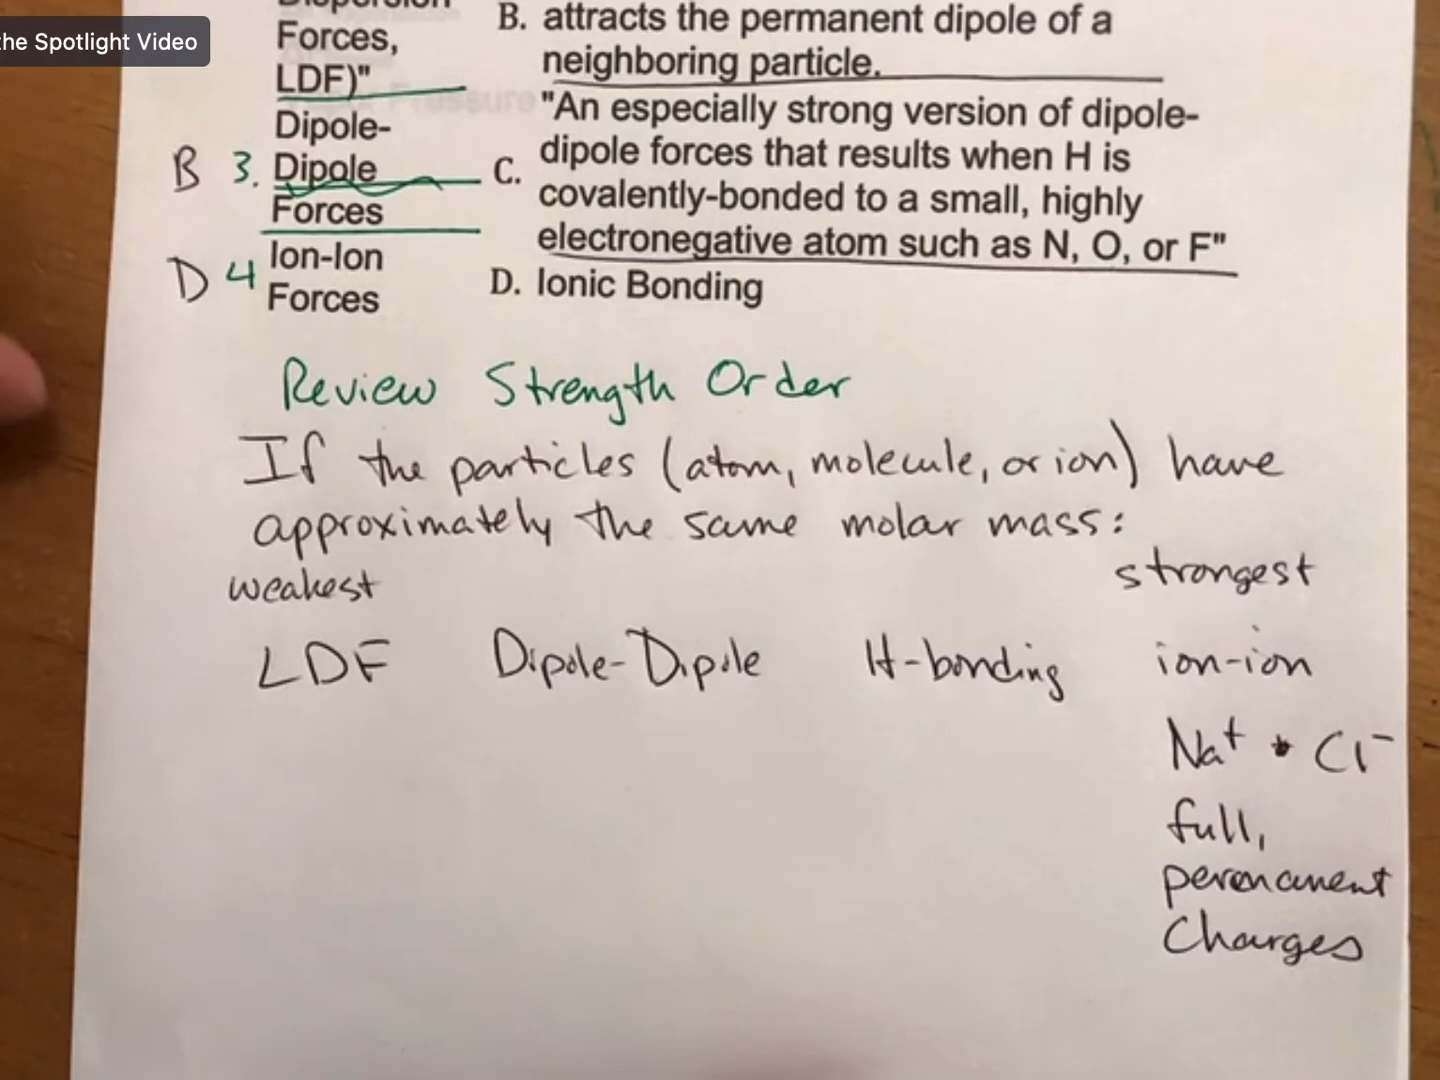 the Spotlight Video
Dispersion
Forces,
LDF)"
B. attracts the permanent dipole of a
neighboring particle.
B 3. Dipole-
Dipole
Forces
C. "An especially strong version of dipole-
dipole forces that results when H is
covalently-bonded to a small, highly
electronegative atom such as N, O, or F"
D 4 Ion-Ion
Forces
D. Ionic Bonding
Review Strength Order
If the particles (atom, molecule, or ion) have
approximately the same molar mass:
weakest strongest
LDF Dipole-Dipole H-bonding ion-ion
Na+ Cl-
full,
permanent
Charges